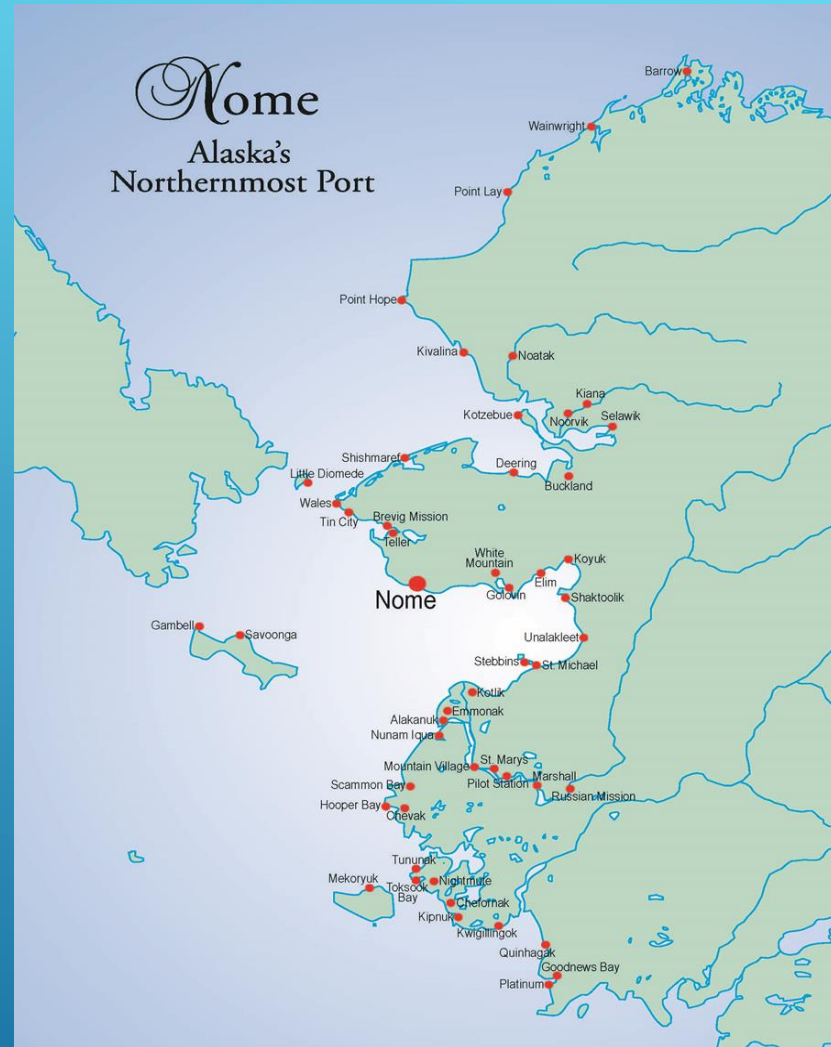 Nome
Alaska's
Northernmost Port
Barrow
Wainwright
Point Lay
Point Hope
Kivalina
Noatak
Kiana
Kotzebue
Noorvik
Selawik
Shishmaref
Deering
Little Diomede
Buckland
Wales
Tin City
Brevig Mission
Teller
White
Mountain
Koyuk
Elim
Nome
Golovin
Shaktoolik
Gambell
Savoonga
Unalakleet
Stebbins
St. Michael
Kotlik
Emmonak
Alakanuk
Nunam Iqua
Mountain Village
St. Marys
Pilot Station
Marshall
Russian Mission
Scammon Bay
Hooper Bay
Chevak
Tununak
Mekoryuk
Toksook
Bay
Nightmute
Chefornak
Kipnuk
Kwigillingok
Quinhagak
Goodnews Bay
Platinum